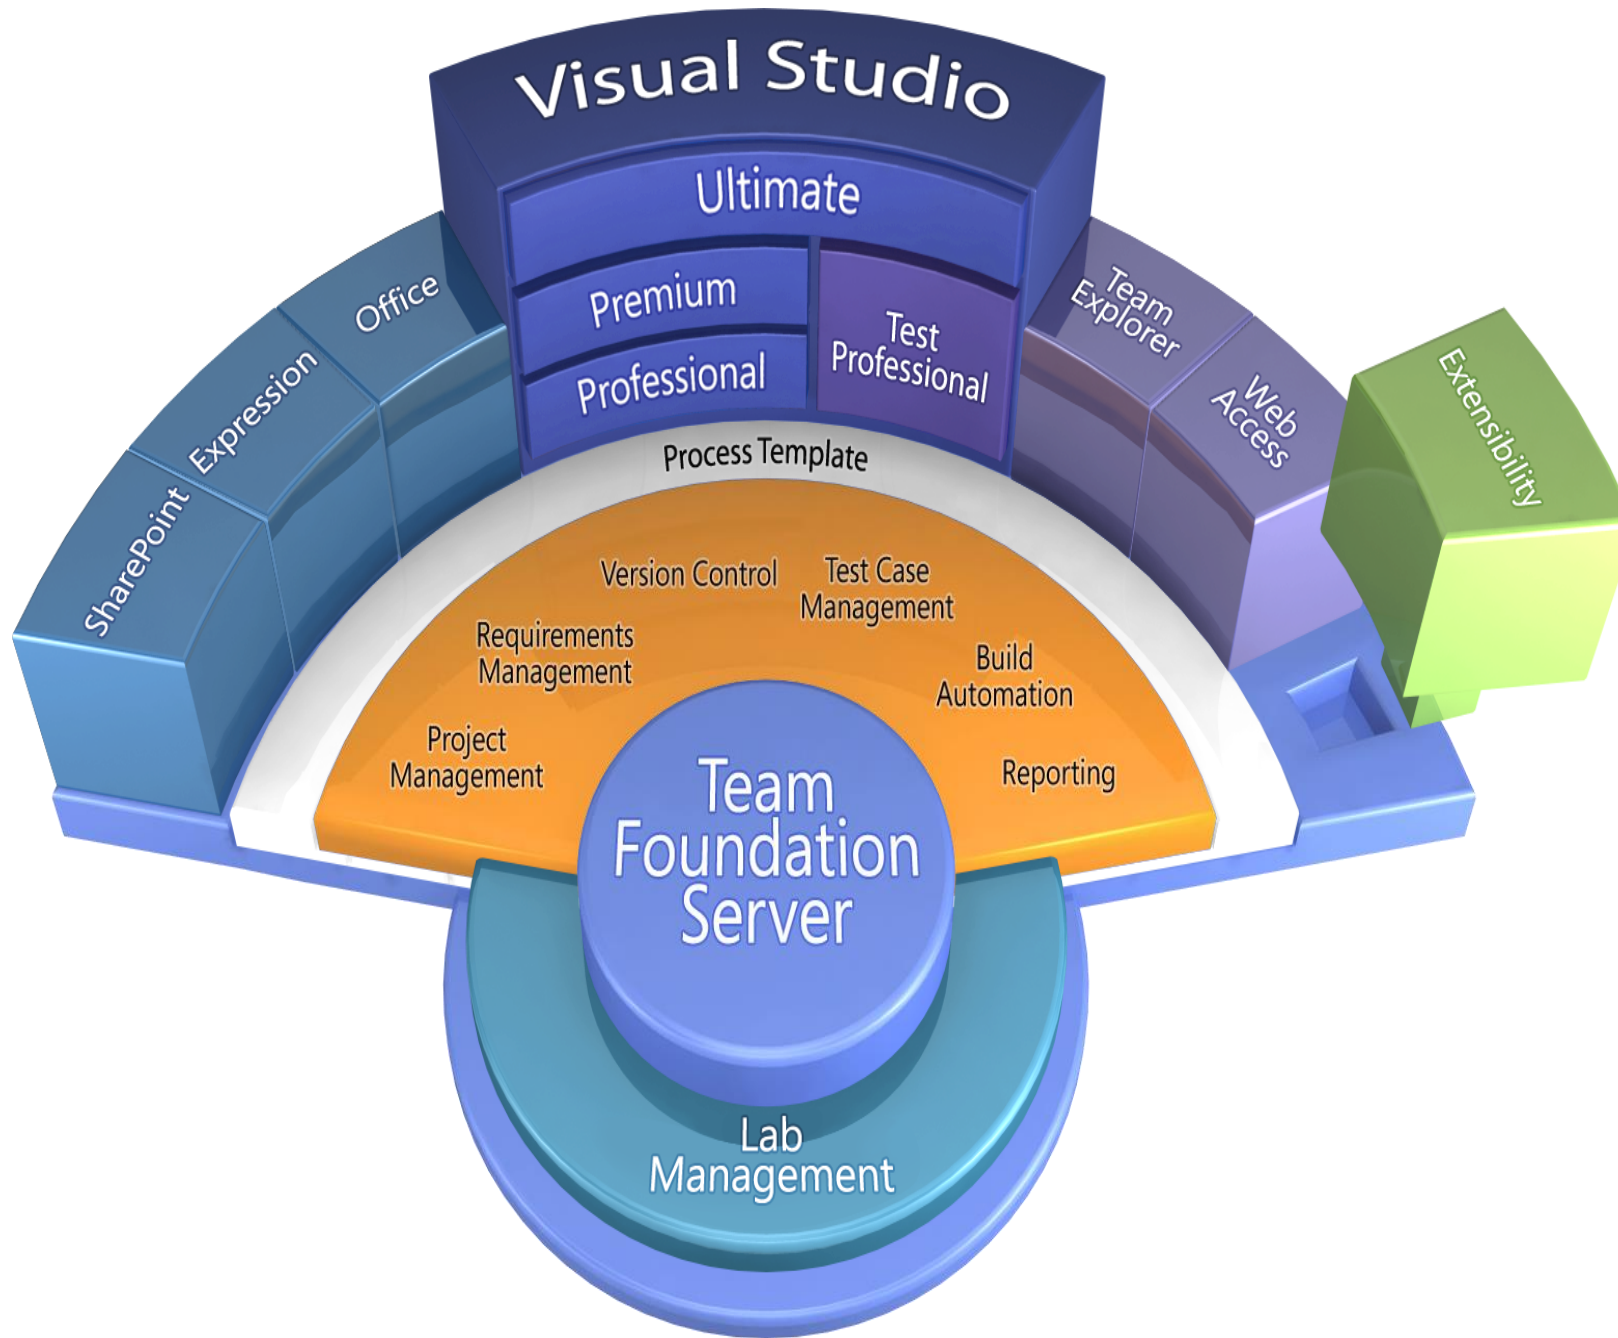 Visual Studio
Ultimate
Premium
Professional
Test
Professional
Office
Expression
SharePoint
Team
Explorer
Web
Access
Extensibility
Process Template
Version Control
Test Case
Management
Requirements
Management
Build
Automation
Project
Management
Reporting
Team
Foundation
Server
Lab
Management